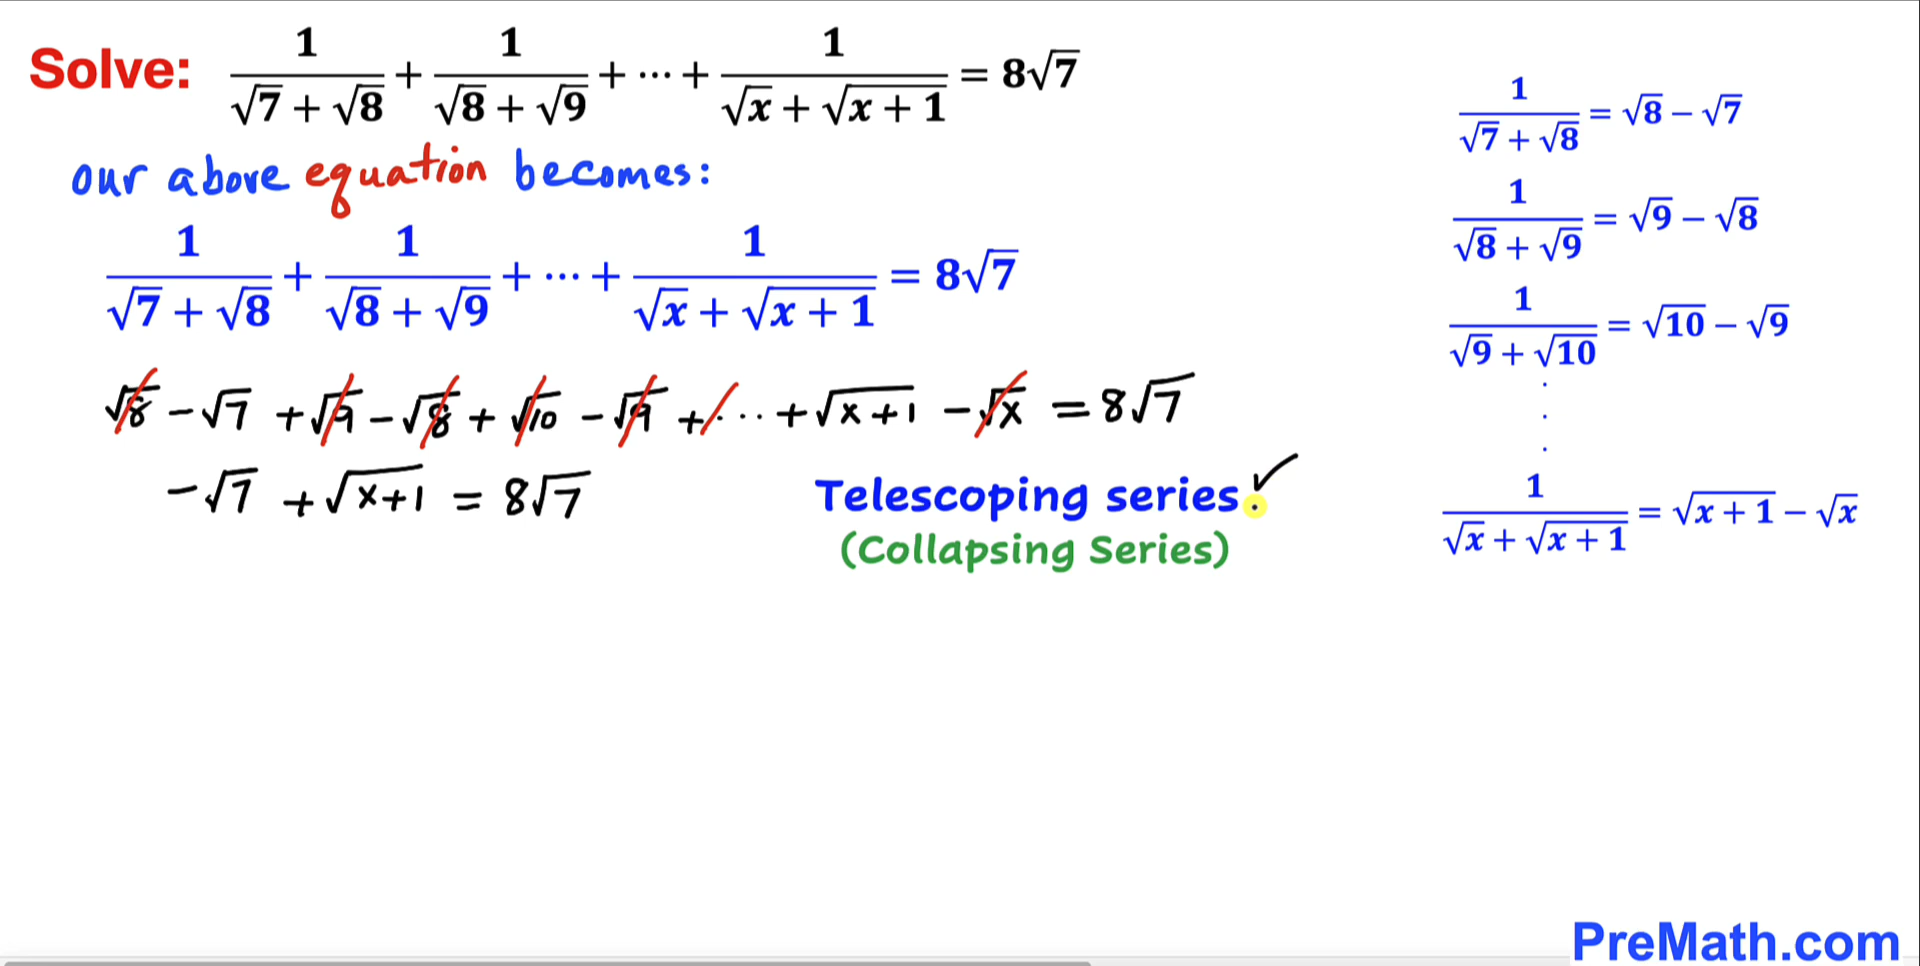 Solve: 1/(√7 + √8) + 1/(√8 + √9) + ⋯ + 1/(√x + √(x + 1)) = 8√7
our above equation becomes:
1/(√7 + √8) + 1/(√8 + √9) + ⋯ + 1/(√x + √(x + 1)) = 8√7
√8 − √7 + √9 − √8 + √10 − √9 + ... + √(x+1) − √x = 8√7
−√7 + √(x+1) = 8√7
Telescoping series. ✓
(Collapsing Series)
1/(√7 + √8) = √8 − √7
1/(√8 + √9) = √9 − √8
1/(√9 + √10) = √10 − √9
.
.
.
1/(√x + √(x + 1)) = √(x + 1) − √x
PreMath.com